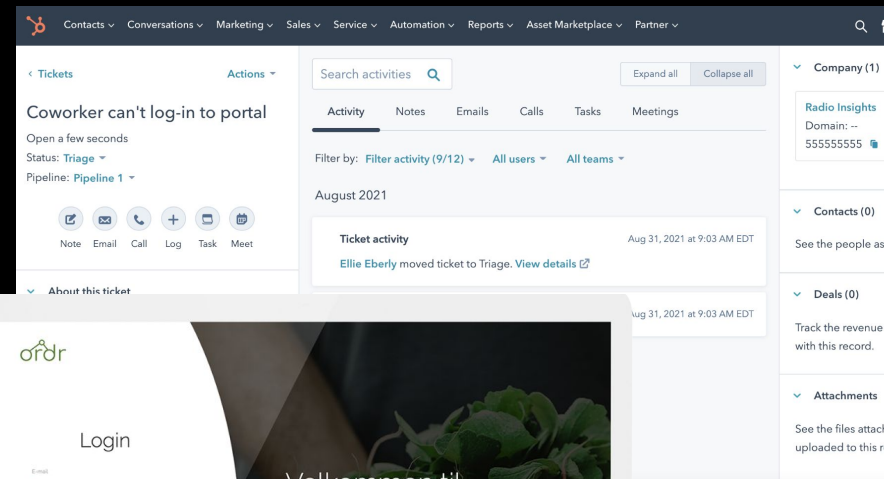 Contacts Conversations Marketing Sales Service Automation Reports Asset Marketplace Partner
Tickets
Actions
Coworker can't log-in to portal
Open a few seconds
Status: Triage
Pipeline: Pipeline 1
Note Email Call Log Task Meet
About this ticket
Search activities
Expand all Collapse all
Activity Notes Emails Calls Tasks Meetings
Filter by: Filter activity (9/12) All users All teams
August 2021
Ticket activity Aug 31, 2021 at 9:03 AM EDT
Ellie Eberly moved ticket to Triage. View details
Aug 31, 2021 at 9:03 AM EDT
Company (1)
Radio Insights
Domain: --
555555555
Contacts (0)
See the people as
Deals (0)
Track the revenue
with this record.
Attachments
See the files attach
uploaded to this r
ordr
Login
E-mail
Velkommen til